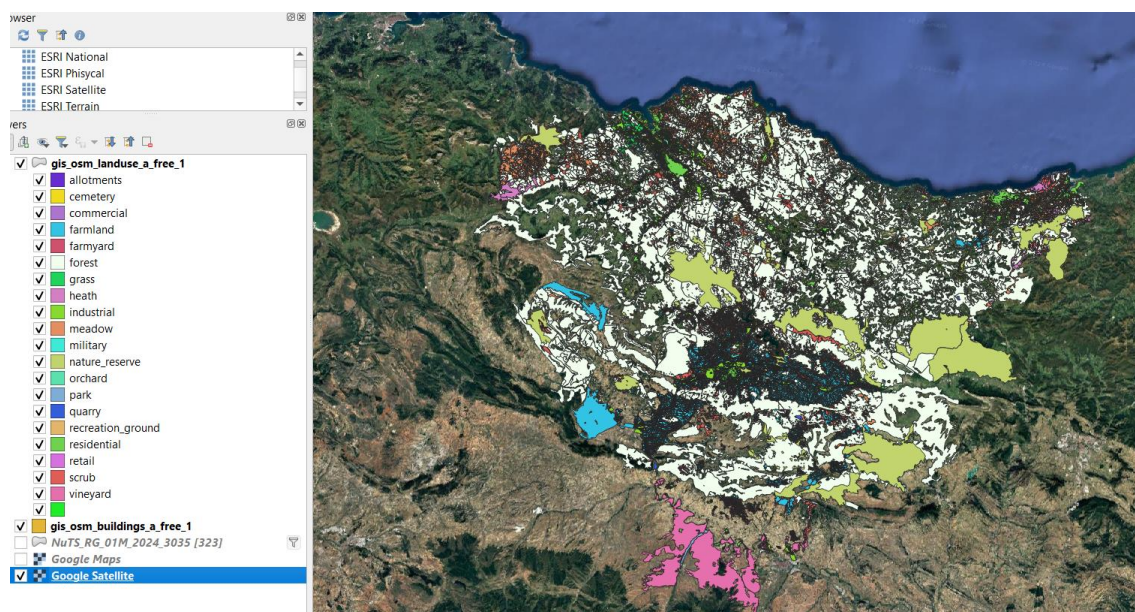 owser
ESRI National
ESRI Phisycal
ESRI Satellite
ESRI Terrain
yers
gis_osm_landuse_a_free_1
allotments
cemetery
commercial
farmland
farmyard
forest
grass
heath
industrial
meadow
military
nature_reserve
orchard
park
quarry
recreation_ground
residential
retail
scrub
vineyard
gis_osm_buildings_a_free_1
NuTS_RG_01M_2024_3035 [323]
Google Maps
Google Satellite